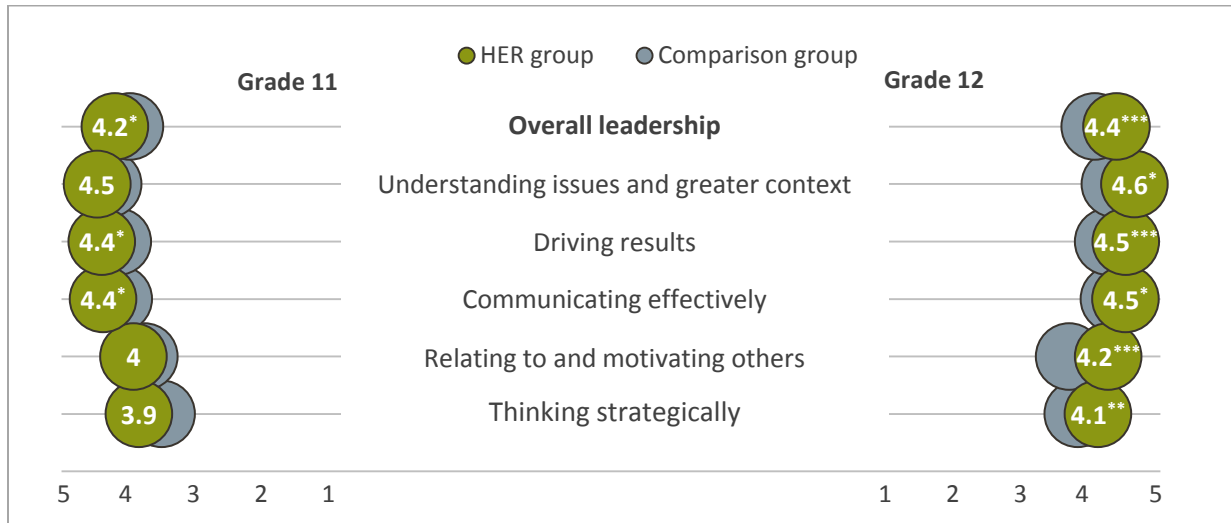 HER group Comparison group
Grade 11 Grade 12
4.2* Overall leadership 4.4***
4.5 Understanding issues and greater context 4.6*
4.4* Driving results 4.5***
4.4* Communicating effectively 4.5*
4 Relating to and motivating others 4.2***
3.9 Thinking strategically 4.1**
5 4 3 2 1 1 2 3 4 5